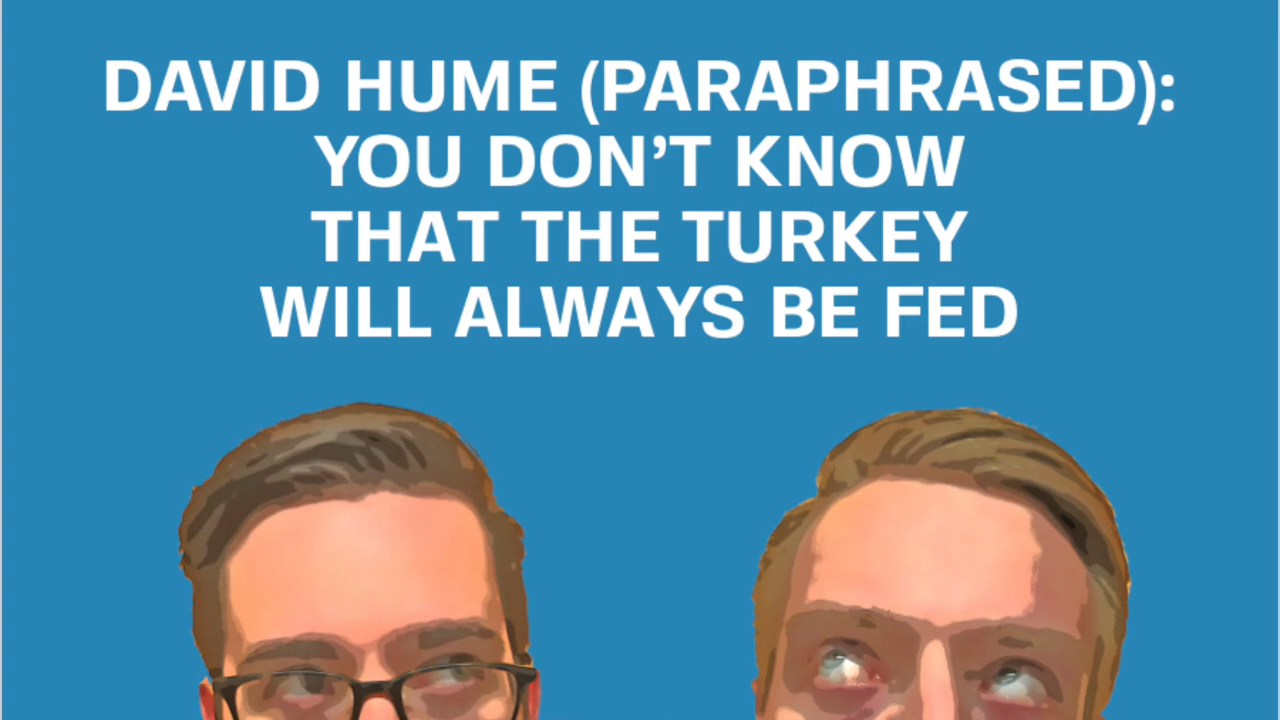 DAVID HUME (PARAPHRASED):
YOU DON’T KNOW
THAT THE TURKEY
WILL ALWAYS BE FED